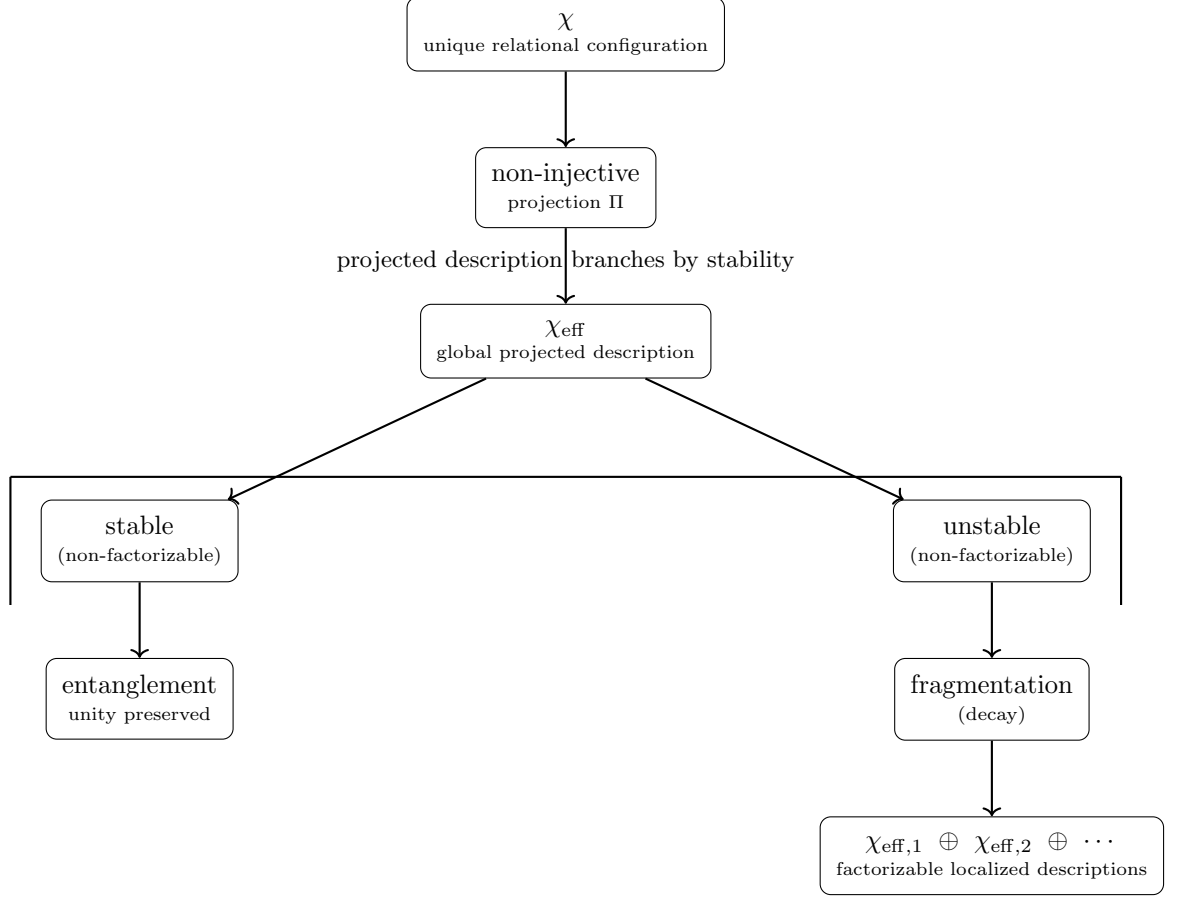 χ
unique relational configuration
non-injective
projection Π
projected description branches by stability
χeff
global projected description
stable
(non-factorizable)
unstable
(non-factorizable)
entanglement
unity preserved
fragmentation
(decay)
χeff,1 ⊕ χeff,2 ⊕ ⋯
factorizable localized descriptions